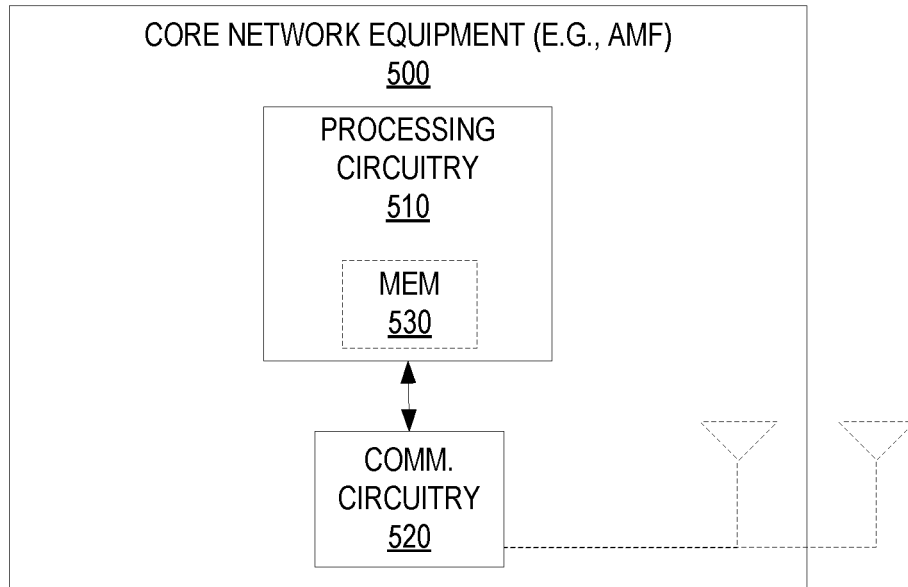 CORE NETWORK EQUIPMENT (E.G., AMF)
500
PROCESSING
CIRCUITRY
510
MEM
530
COMM.
CIRCUITRY
520